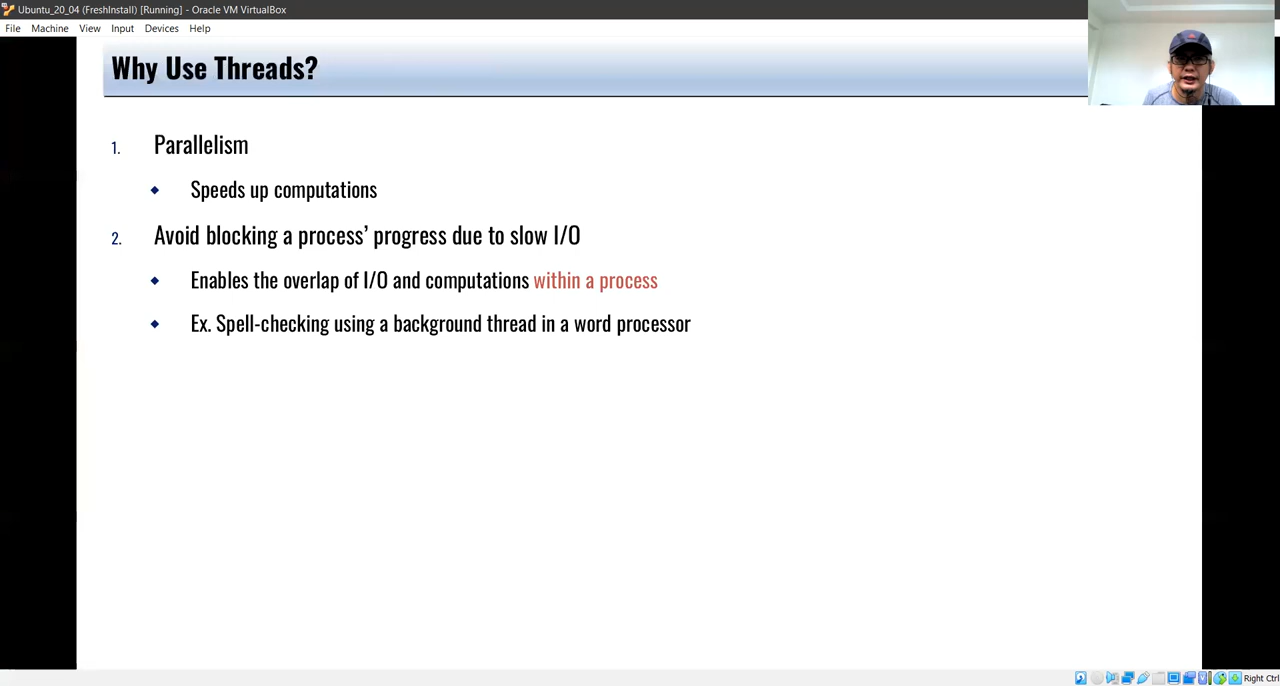 Ubuntu_20_04 (FreshInstall) [Running] - Oracle VM VirtualBox
File Machine View Input Devices Help
Why Use Threads?
1. Parallelism
Speeds up computations
2. Avoid blocking a process’ progress due to slow I/O
Enables the overlap of I/O and computations within a process
Ex. Spell-checking using a background thread in a word processor
Right Ctrl